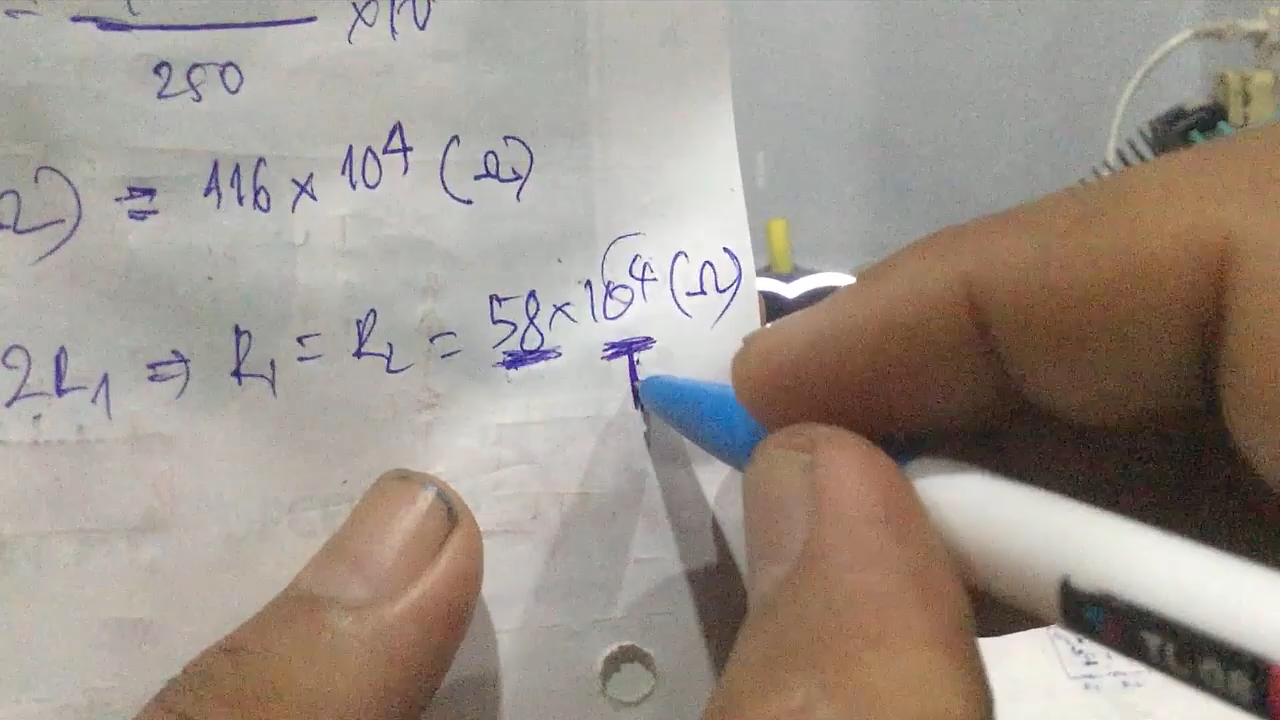 250
= 116 × 10⁴ (Ω)
2R₁ ⇒ R₁ = R₂ = 58 × 10⁴ (Ω)